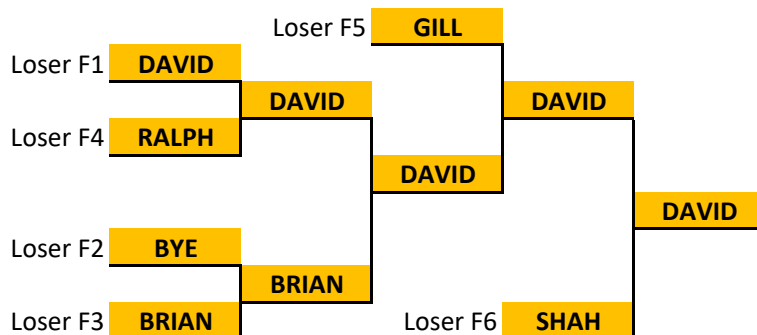 Loser F5 GILL
Loser F1 DAVID
DAVID DAVID
Loser F4 RALPH
DAVID
DAVID
Loser F2 BYE
BRIAN
Loser F3 BRIAN Loser F6 SHAH